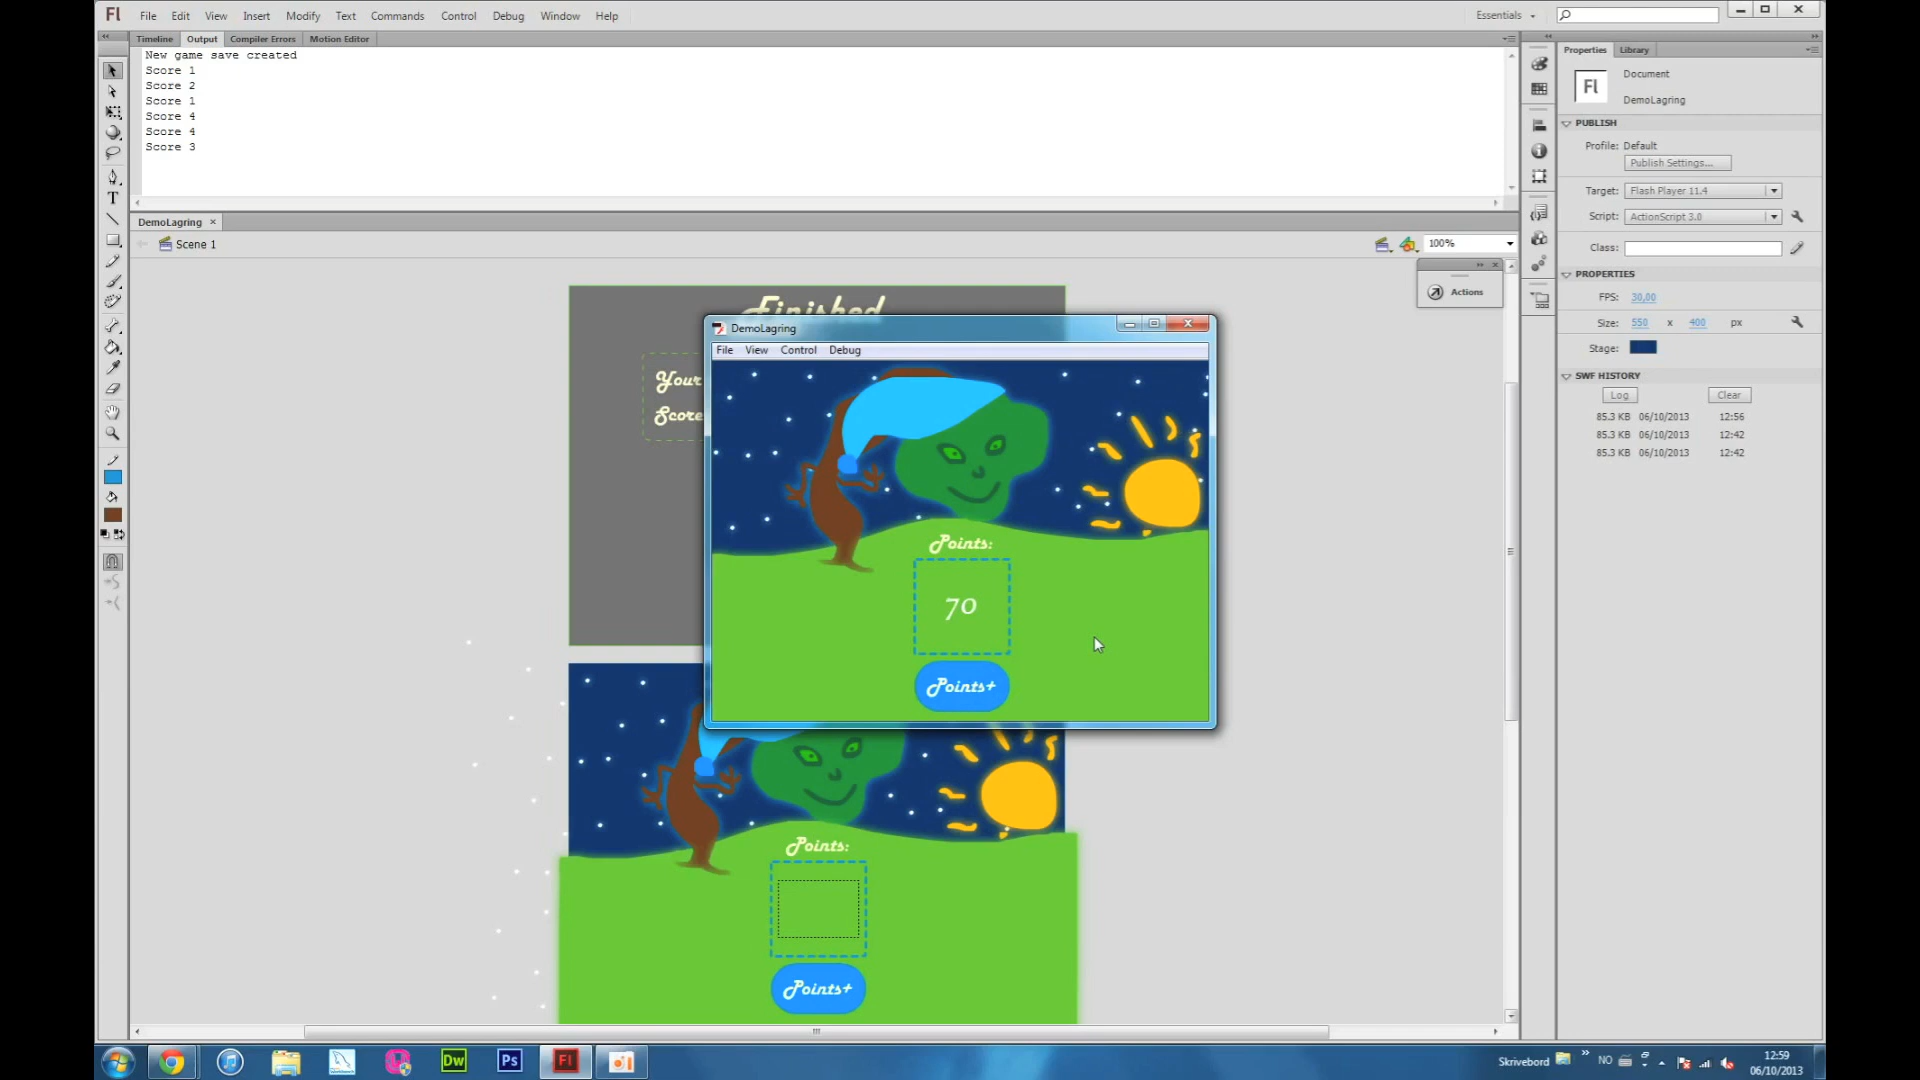 Fl File Edit View Insert Modify Text Commands Control Debug Window Help Essentials
Timeline Output Compiler Errors Motion Editor
New game save created
Score 1
Score 2
Score 1
Score 4
Score 4
Score 3
DemoLagring
Scene 1
100%
Actions
Finished
Your
Score
DemoLagring
File View Control Debug
Points:
70
Points+
Points:
Points+
Properties Library
Fl
Document
DemoLagring
PUBLISH
Profile: Default
Publish Settings...
Target: Flash Player 11.4
Script: ActionScript 3.0
Class:
PROPERTIES
FPS: 30,00
Size: 550 x 400 px
Stage:
SWF HISTORY
Log Clear
85.3 KB 06/10/2013 12:56
85.3 KB 06/10/2013 12:42
85.3 KB 06/10/2013 12:42
Dw Ps Fl
Skrivebord
NO
12:59
06/10/2013